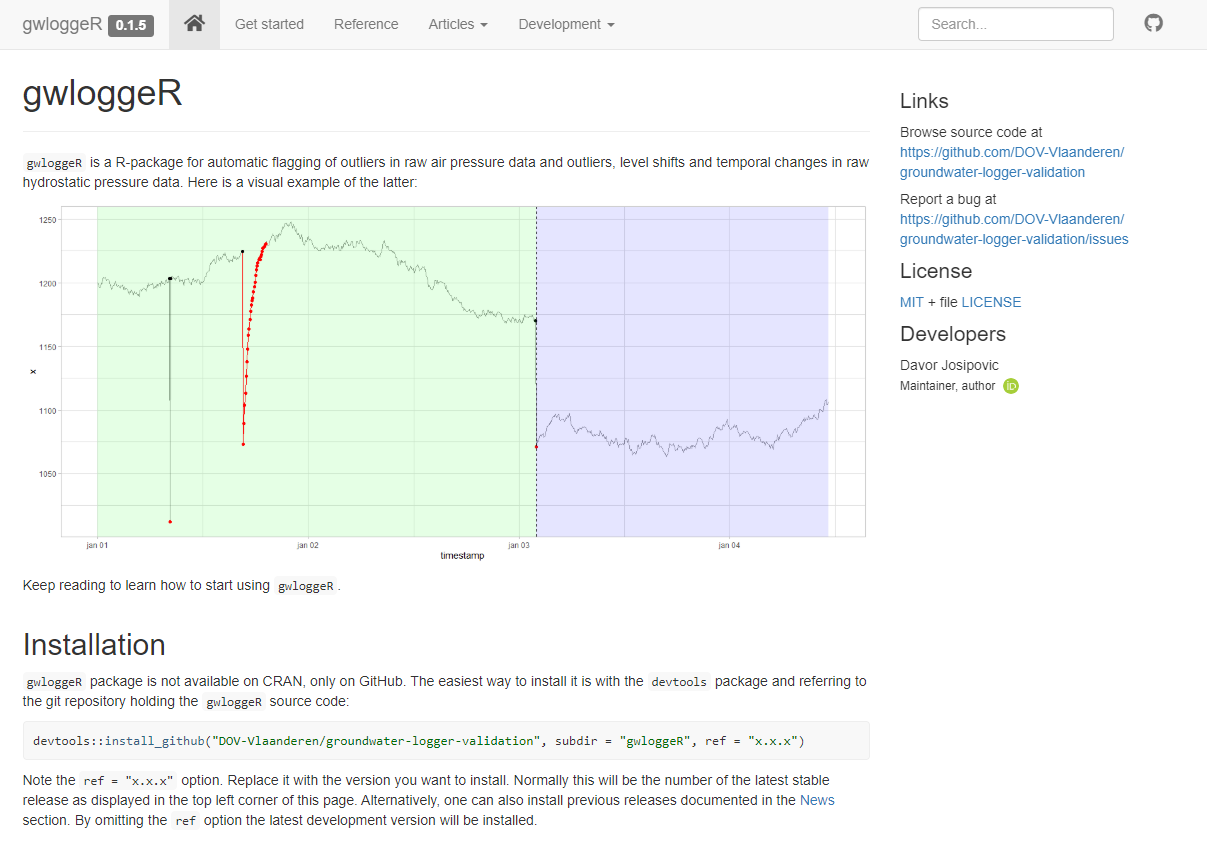 gwloggeR 0.1.5 Get started Reference Articles Development Search...
gwloggeR
gwloggeR is a R-package for automatic flagging of outliers in raw air pressure data and outliers, level shifts and temporal changes in raw
hydrostatic pressure data. Here is a visual example of the latter:
1250
1200
1150
x
1100
1050
jan 01 jan 02 jan 03 jan 04
timestamp
Keep reading to learn how to start using gwloggeR.
Installation
gwloggeR package is not available on CRAN, only on GitHub. The easiest way to install it is with the devtools package and referring to
the git repository holding the gwloggeR source code:
devtools::install_github("DOV-Vlaanderen/groundwater-logger-validation", subdir = "gwloggeR", ref = "x.x.x")
Note the ref = "x.x.x" option. Replace it with the version you want to install. Normally this will be the number of the latest stable
release as displayed in the top left corner of this page. Alternatively, one can also install previous releases documented in the News
section. By omitting the ref option the latest development version will be installed.
Links
Browse source code at
https://github.com/DOV-Vlaanderen/
groundwater-logger-validation
Report a bug at
https://github.com/DOV-Vlaanderen/
groundwater-logger-validation/issues
License
MIT + file LICENSE
Developers
Davor Josipovic
Maintainer, author iD